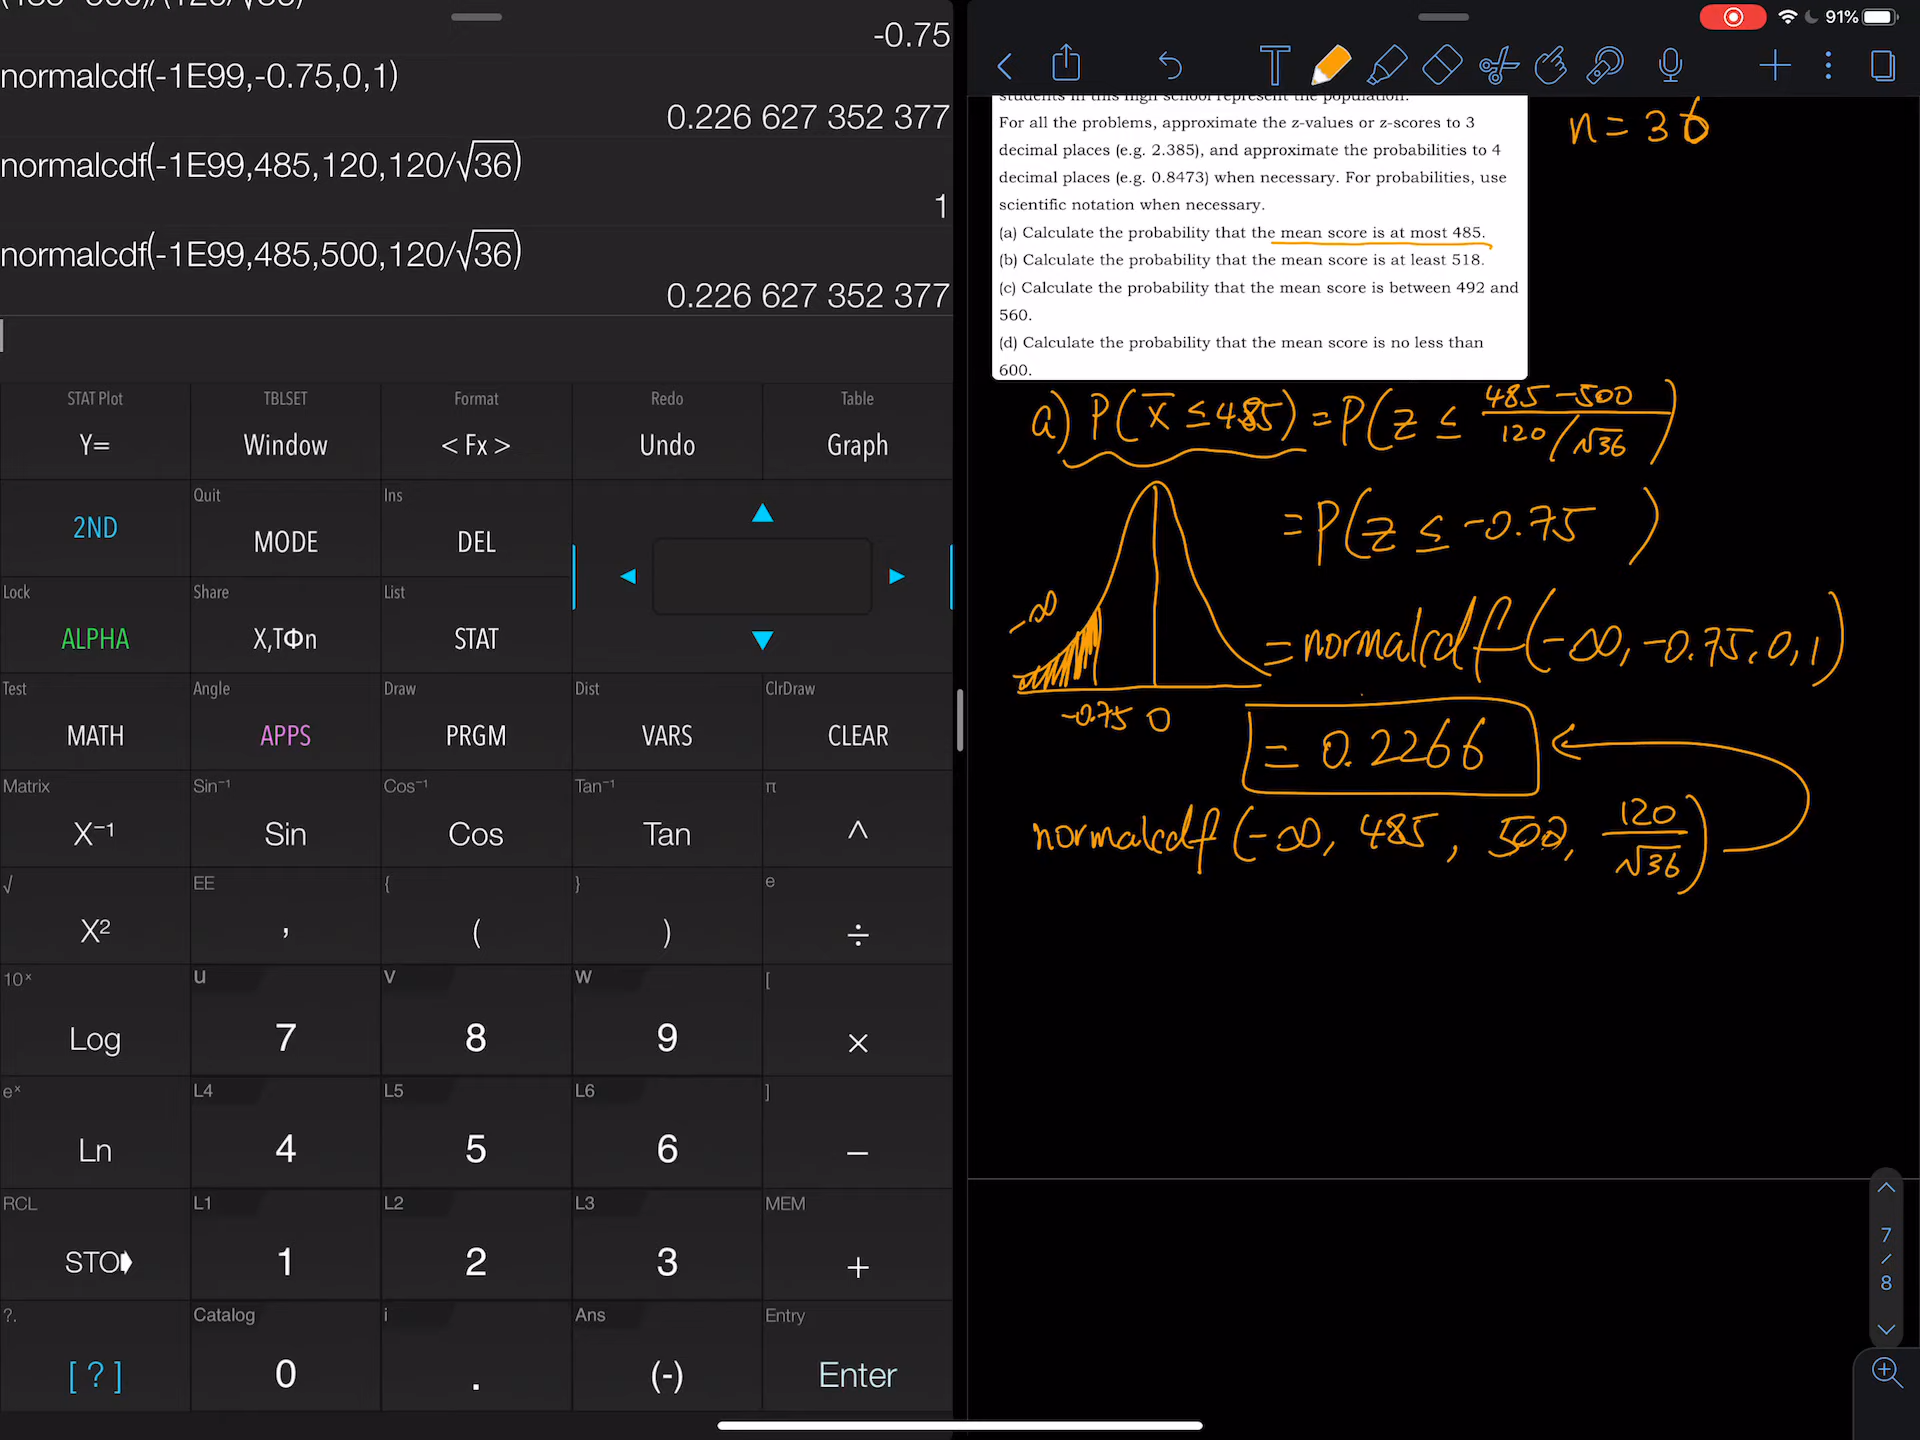 -0.75
normalcdf(-1E99,-0.75,0,1)
0.226 627 352 377
normalcdf(-1E99,485,120,120/√36)
1
normalcdf(-1E99,485,500,120/√36)
0.226 627 352 377
STAT Plot TBLSET Format Redo Table
Y= Window < Fx > Undo Graph
Quit Ins
2ND MODE DEL
Lock Share List
ALPHA X,TΦn STAT
Test Angle Draw Dist ClrDraw
MATH APPS PRGM VARS CLEAR
Matrix Sin⁻¹ Cos⁻¹ Tan⁻¹ π
X⁻¹ Sin Cos Tan ^
√ EE { } e
X² , ( ) ÷
10ˣ u v w [
Log 7 8 9 ×
eˣ L4 L5 L6 ]
Ln 4 5 6 −
RCL L1 L2 L3 MEM
STO 1 2 3 +
?. Catalog i Ans Entry
[ ? ] 0 . (-) Enter
91%
T
students in this high school represent the population.
For all the problems, approximate the z-values or z-scores to 3
decimal places (e.g. 2.385), and approximate the probabilities to 4
decimal places (e.g. 0.8473) when necessary. For probabilities, use
scientific notation when necessary.
(a) Calculate the probability that the mean score is at most 485.
(b) Calculate the probability that the mean score is at least 518.
(c) Calculate the probability that the mean score is between 492 and
560.
(d) Calculate the probability that the mean score is no less than
600.
n = 36
a) P(x̄ ≤ 485) = P(z ≤ (485-500)/(120/√36))
= P(z ≤ -0.75)
-∞
= normalcdf(-∞, -0.75, 0, 1)
-0.75 0
= 0.2266
normalcdf(-∞, 485, 500, 120/√36)
7
/
8